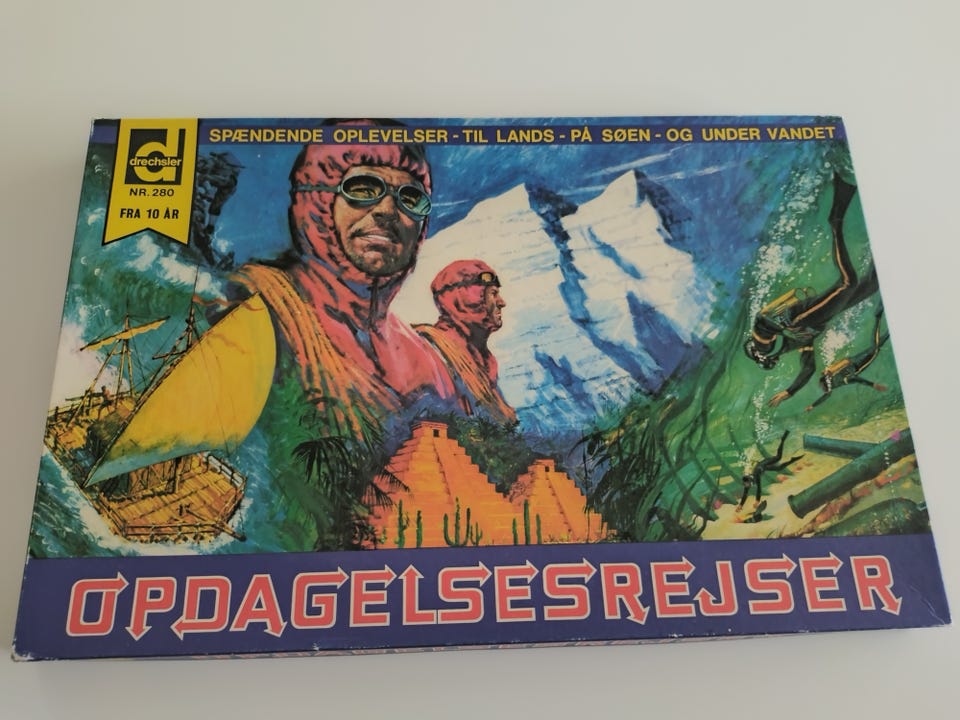 SPÆNDENDE OPLEVELSER - TIL LANDS - PÅ SØEN - OG UNDER VANDET
drechsler
NR. 280
FRA 10 ÅR
OPDAGELSESREJSER